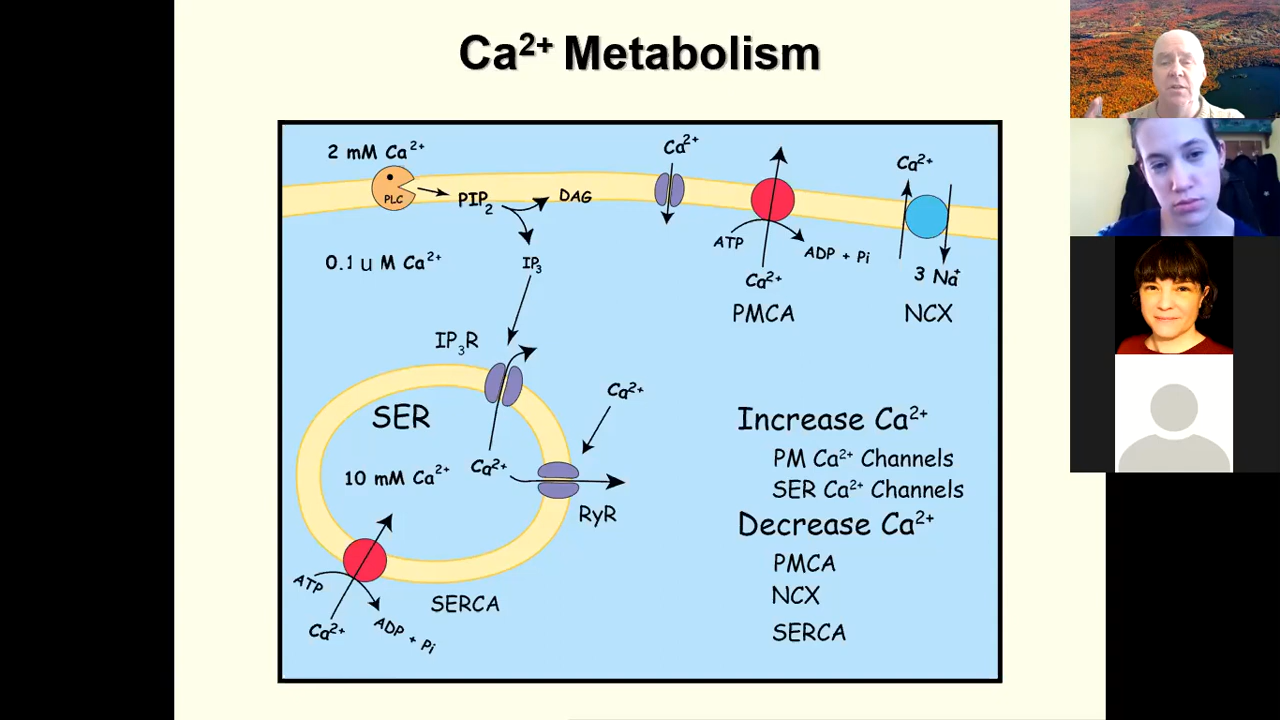 Ca²⁺ Metabolism
2 mM Ca²⁺
PLC
PIP₂
DAG
Ca²⁺
Ca²⁺
0.1 u M Ca²⁺
IP₃
ATP
ADP + Pi
Ca²⁺
3 Na⁺
PMCA
NCX
IP₃R
SER
Ca²⁺
10 mM Ca²⁺
Ca²⁺
RyR
ATP
ADP + Pi
Ca²⁺
SERCA
Increase Ca²⁺
PM Ca²⁺ Channels
SER Ca²⁺ Channels
Decrease Ca²⁺
PMCA
NCX
SERCA